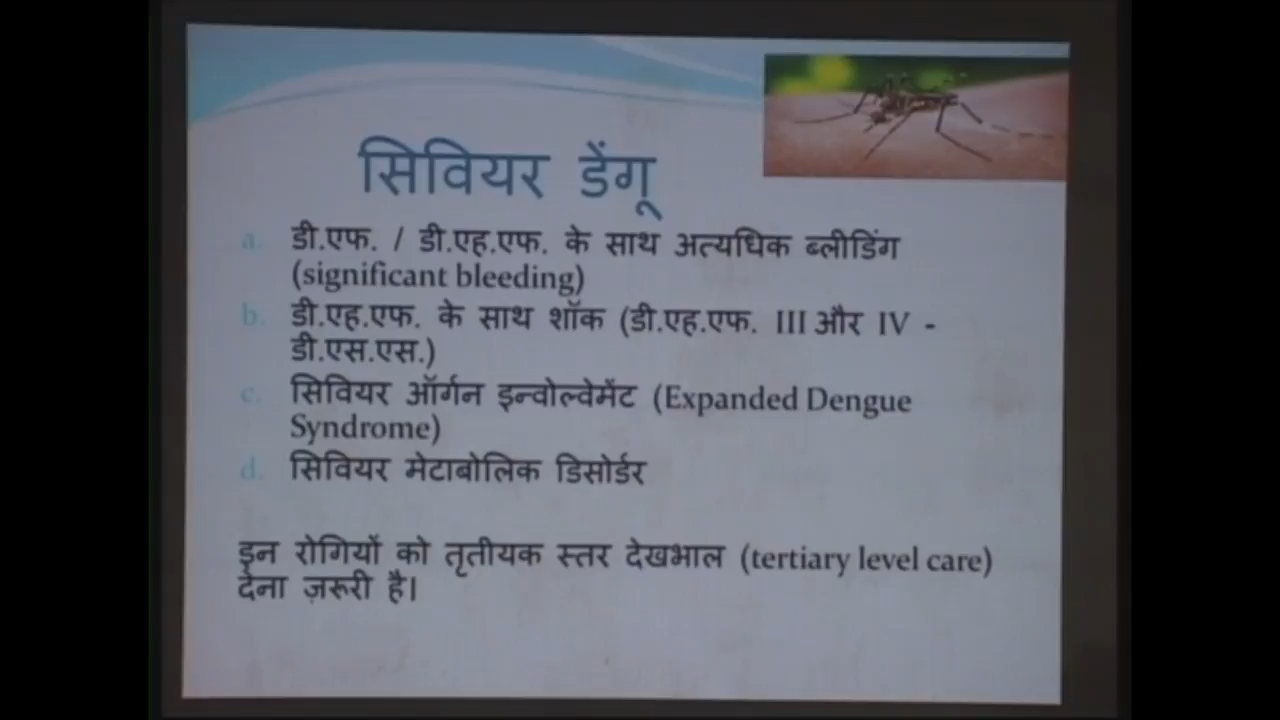 सिवियर डेंगू
a. डी.एफ. / डी.एह.एफ. के साथ अत्यधिक ब्लीडिंग
(significant bleeding)
b. डी.एह.एफ. के साथ शॉक (डी.एह.एफ. III और IV -
डी.एस.एस.)
c. सिवियर ऑर्गन इन्वोल्वेमेंट (Expanded Dengue
Syndrome)
d. सिवियर मेटाबोलिक डिसोर्डर
इन रोगियों को तृतीयक स्तर देखभाल (tertiary level care)
देना ज़रूरी है।